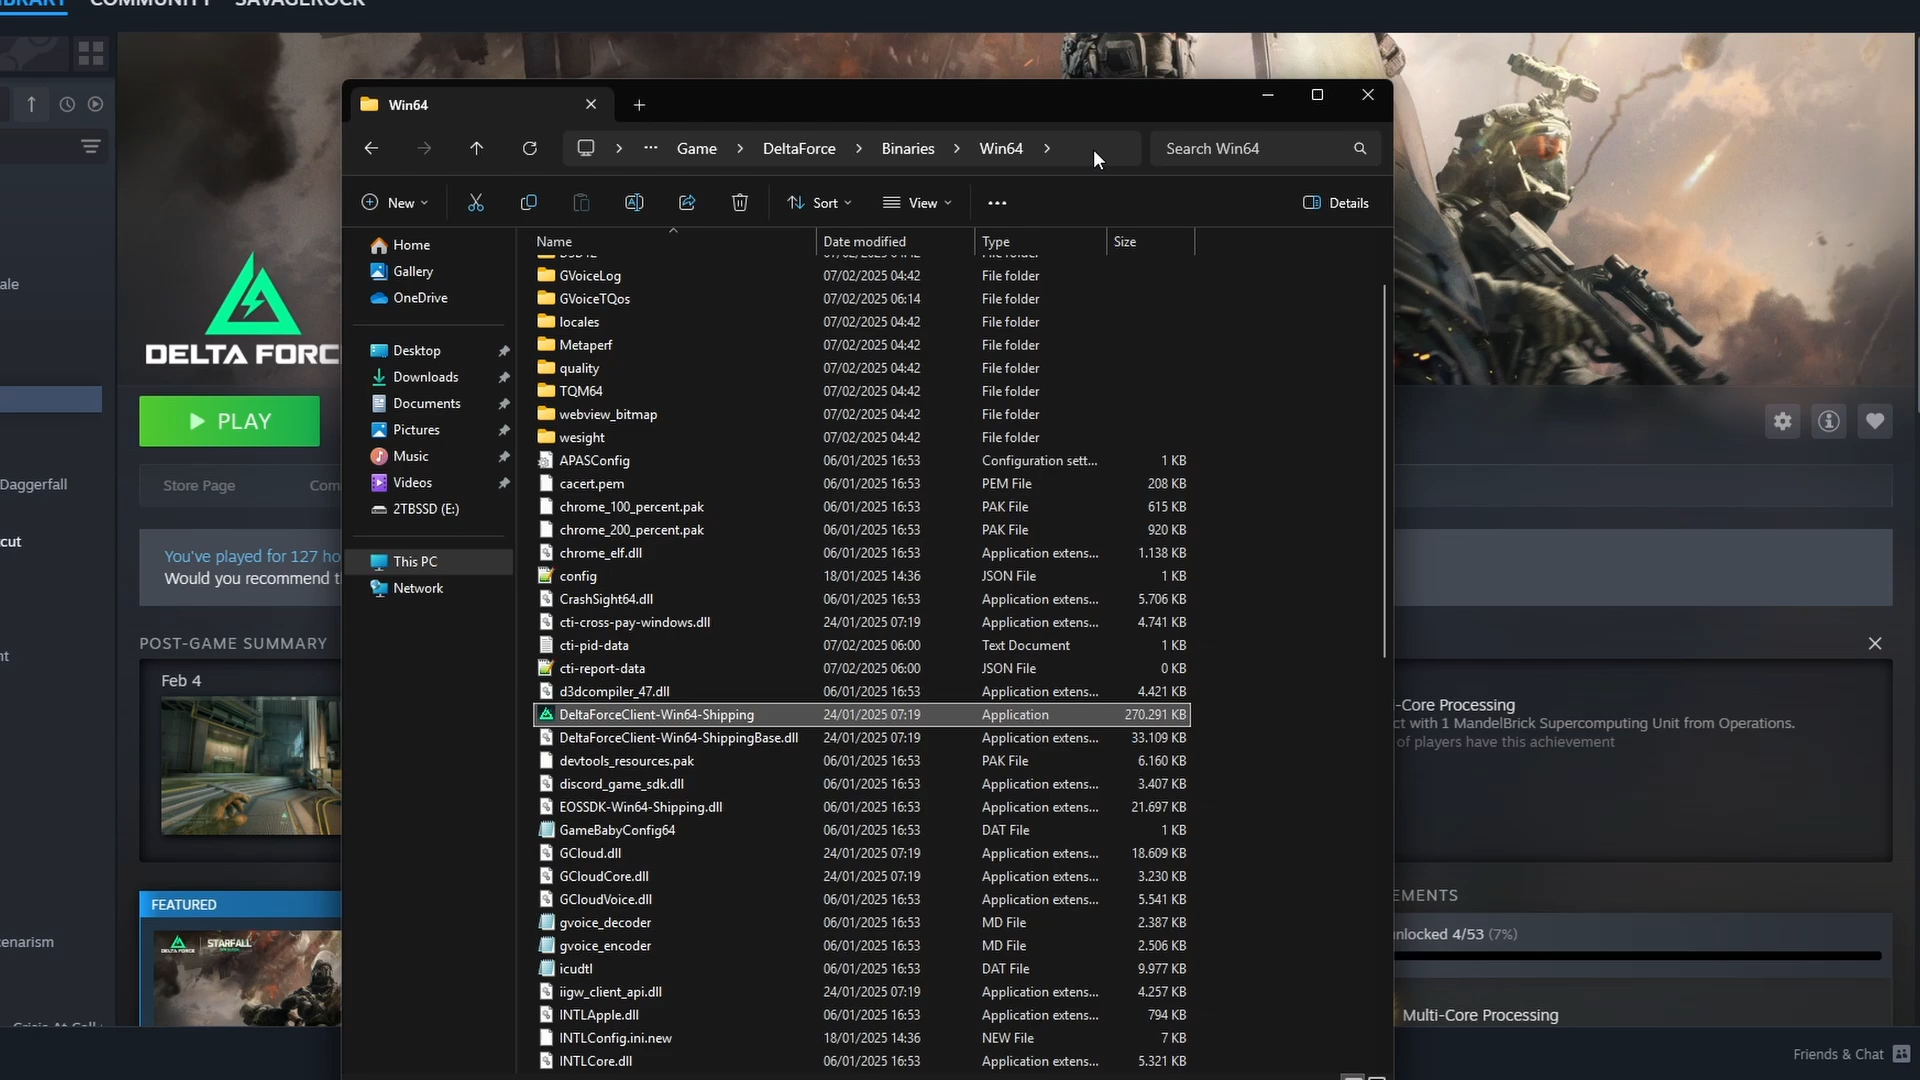 LIBRARY COMMUNITY SAVAGEROCK
Win64
Game DeltaForce Binaries Win64
Search Win64
New
Sort
View
Details
Home
Gallery
OneDrive
Desktop
Downloads
Documents
Pictures
Music
Videos
2TBSSD (E:)
This PC
Network
Name Date modified Type Size
GVoiceLog 07/02/2025 04:42 File folder
GVoiceTQos 07/02/2025 06:14 File folder
locales 07/02/2025 04:42 File folder
Metaperf 07/02/2025 04:42 File folder
quality 07/02/2025 04:42 File folder
TQM64 07/02/2025 04:42 File folder
webview_bitmap 07/02/2025 04:42 File folder
wesight 07/02/2025 04:42 File folder
APASConfig 06/01/2025 16:53 Configuration sett... 1 KB
cacert.pem 06/01/2025 16:53 PEM File 208 KB
chrome_100_percent.pak 06/01/2025 16:53 PAK File 615 KB
chrome_200_percent.pak 06/01/2025 16:53 PAK File 920 KB
chrome_elf.dll 06/01/2025 16:53 Application extens... 1.138 KB
config 18/01/2025 14:36 JSON File 1 KB
CrashSight64.dll 06/01/2025 16:53 Application extens... 5.706 KB
cti-cross-pay-windows.dll 24/01/2025 07:19 Application extens... 4.741 KB
cti-pid-data 07/02/2025 06:00 Text Document 1 KB
cti-report-data 07/02/2025 06:00 JSON File 0 KB
d3dcompiler_47.dll 06/01/2025 16:53 Application extens... 4.421 KB
DeltaForceClient-Win64-Shipping 24/01/2025 07:19 Application 270.291 KB
DeltaForceClient-Win64-ShippingBase.dll 24/01/2025 07:19 Application extens... 33.109 KB
devtools_resources.pak 06/01/2025 16:53 PAK File 6.160 KB
discord_game_sdk.dll 06/01/2025 16:53 Application extens... 3.407 KB
EOSSDK-Win64-Shipping.dll 06/01/2025 16:53 Application extens... 21.697 KB
GameBabyConfig64 06/01/2025 16:53 DAT File 1 KB
GCloud.dll 24/01/2025 07:19 Application extens... 18.609 KB
GCloudCore.dll 24/01/2025 07:19 Application extens... 3.230 KB
GCloudVoice.dll 24/01/2025 07:19 Application extens... 5.541 KB
gvoice_decoder 06/01/2025 16:53 MD File 2.387 KB
gvoice_encoder 06/01/2025 16:53 MD File 2.506 KB
icudtl 06/01/2025 16:53 DAT File 9.977 KB
iigw_client_api.dll 24/01/2025 07:19 Application extens... 4.257 KB
INTLApple.dll 06/01/2025 16:53 Application extens... 794 KB
INTLConfig.ini.new 18/01/2025 14:36 NEW File 7 KB
INTLCore.dll 06/01/2025 16:53 Application extens... 5.321 KB
ale
Daggerfall
cut
nt
cenarism
DELTA FORC
PLAY
Store Page Com
You've played for 127 ho
Would you recommend t
POST-GAME SUMMARY
Feb 4
FEATURED
DELTA FORCE STARFALL
-Core Processing
ct with 1 MandelBrick Supercomputing Unit from Operations.
of players have this achievement
EMENTS
nlocked 4/53 (7%)
Multi-Core Processing
Friends & Chat